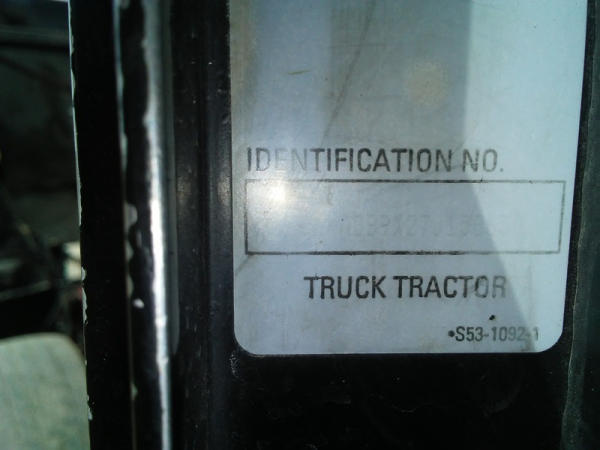 IDENTIFICATION NO.
TRUCK TRACTOR
•S53-1092-1